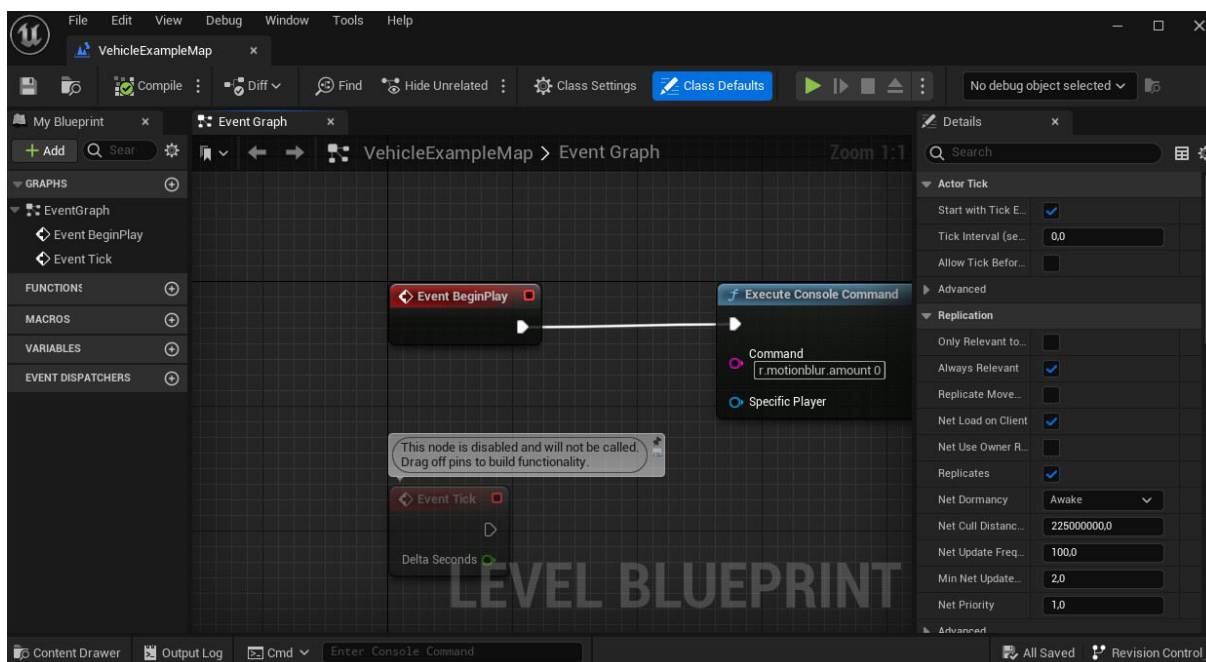 File Edit View Debug Window Tools Help
VehicleExampleMap
Compile Diff Find Hide Unrelated Class Settings Class Defaults No debug object selected
My Blueprint
Event Graph
Details
Add Sear
VehicleExampleMap > Event Graph Zoom 1:1
Search
GRAPHS
EventGraph
Event BeginPlay
Event Tick
FUNCTIONS
MACROS
VARIABLES
EVENT DISPATCHERS
Event BeginPlay
f Execute Console Command
Command
r.motionblur.amount 0
Specific Player
This node is disabled and will not be called.
Drag off pins to build functionality.
Event Tick
Delta Seconds
LEVEL BLUEPRINT
Actor Tick
Start with Tick E...
Tick Interval (se... 0,0
Allow Tick Befor...
Advanced
Replication
Only Relevant to...
Always Relevant
Replicate Move...
Net Load on Client
Net Use Owner R...
Replicates
Net Dormancy Awake
Net Cull Distanc... 225000000,0
Net Update Freq... 100,0
Min Net Update... 2,0
Net Priority 1,0
Advanced
Content Drawer Output Log Cmd Enter Console Command All Saved Revision Control